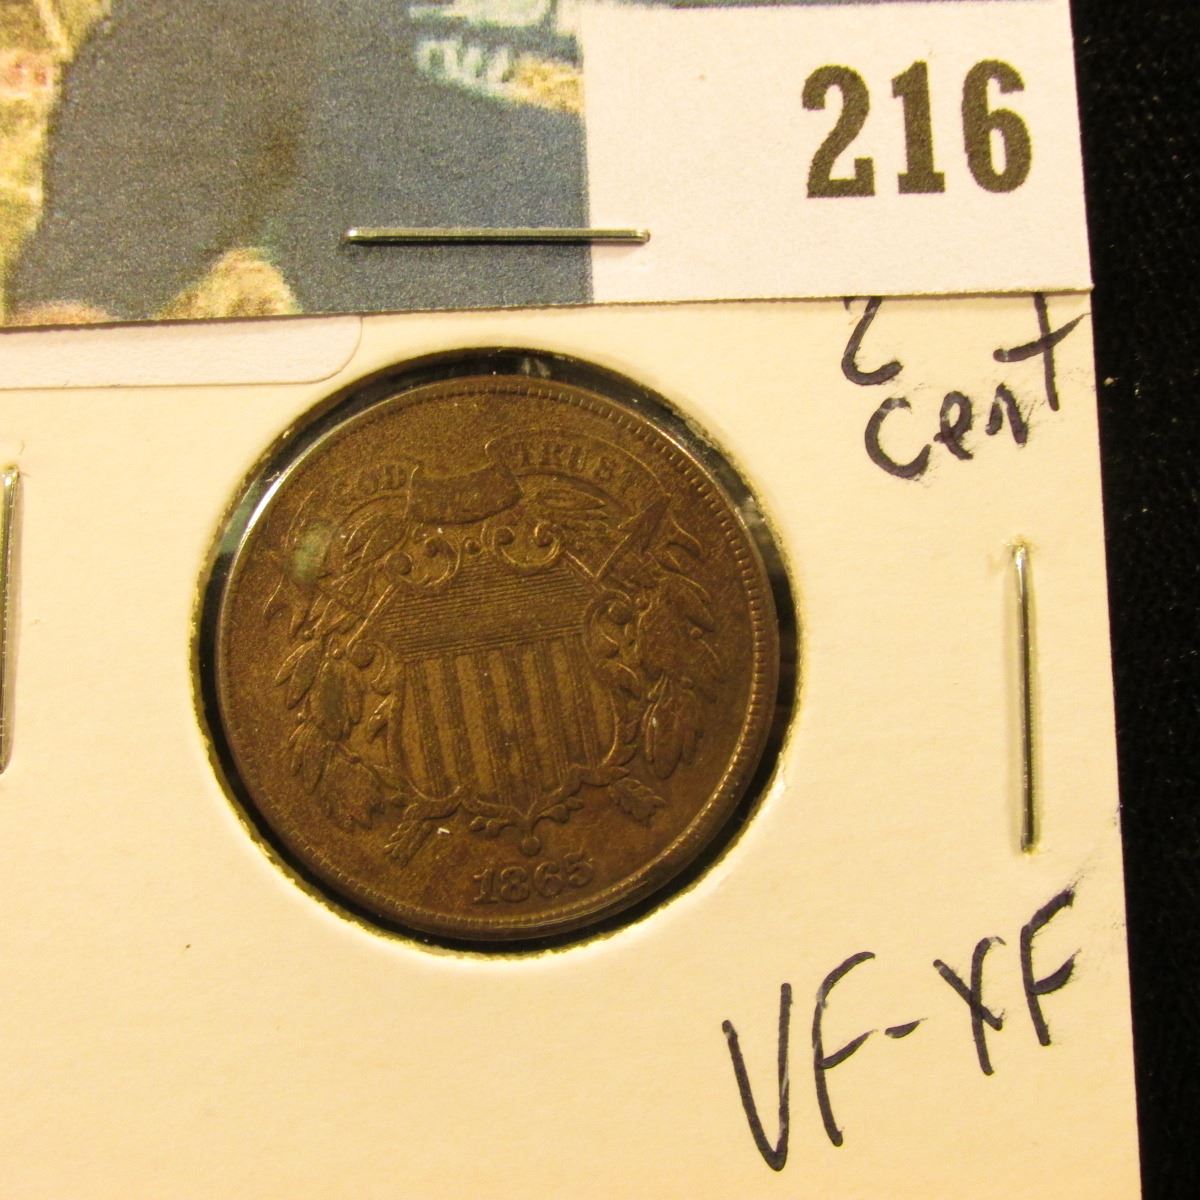 216
2
cent
GOD TRUST
1865
VF-XF